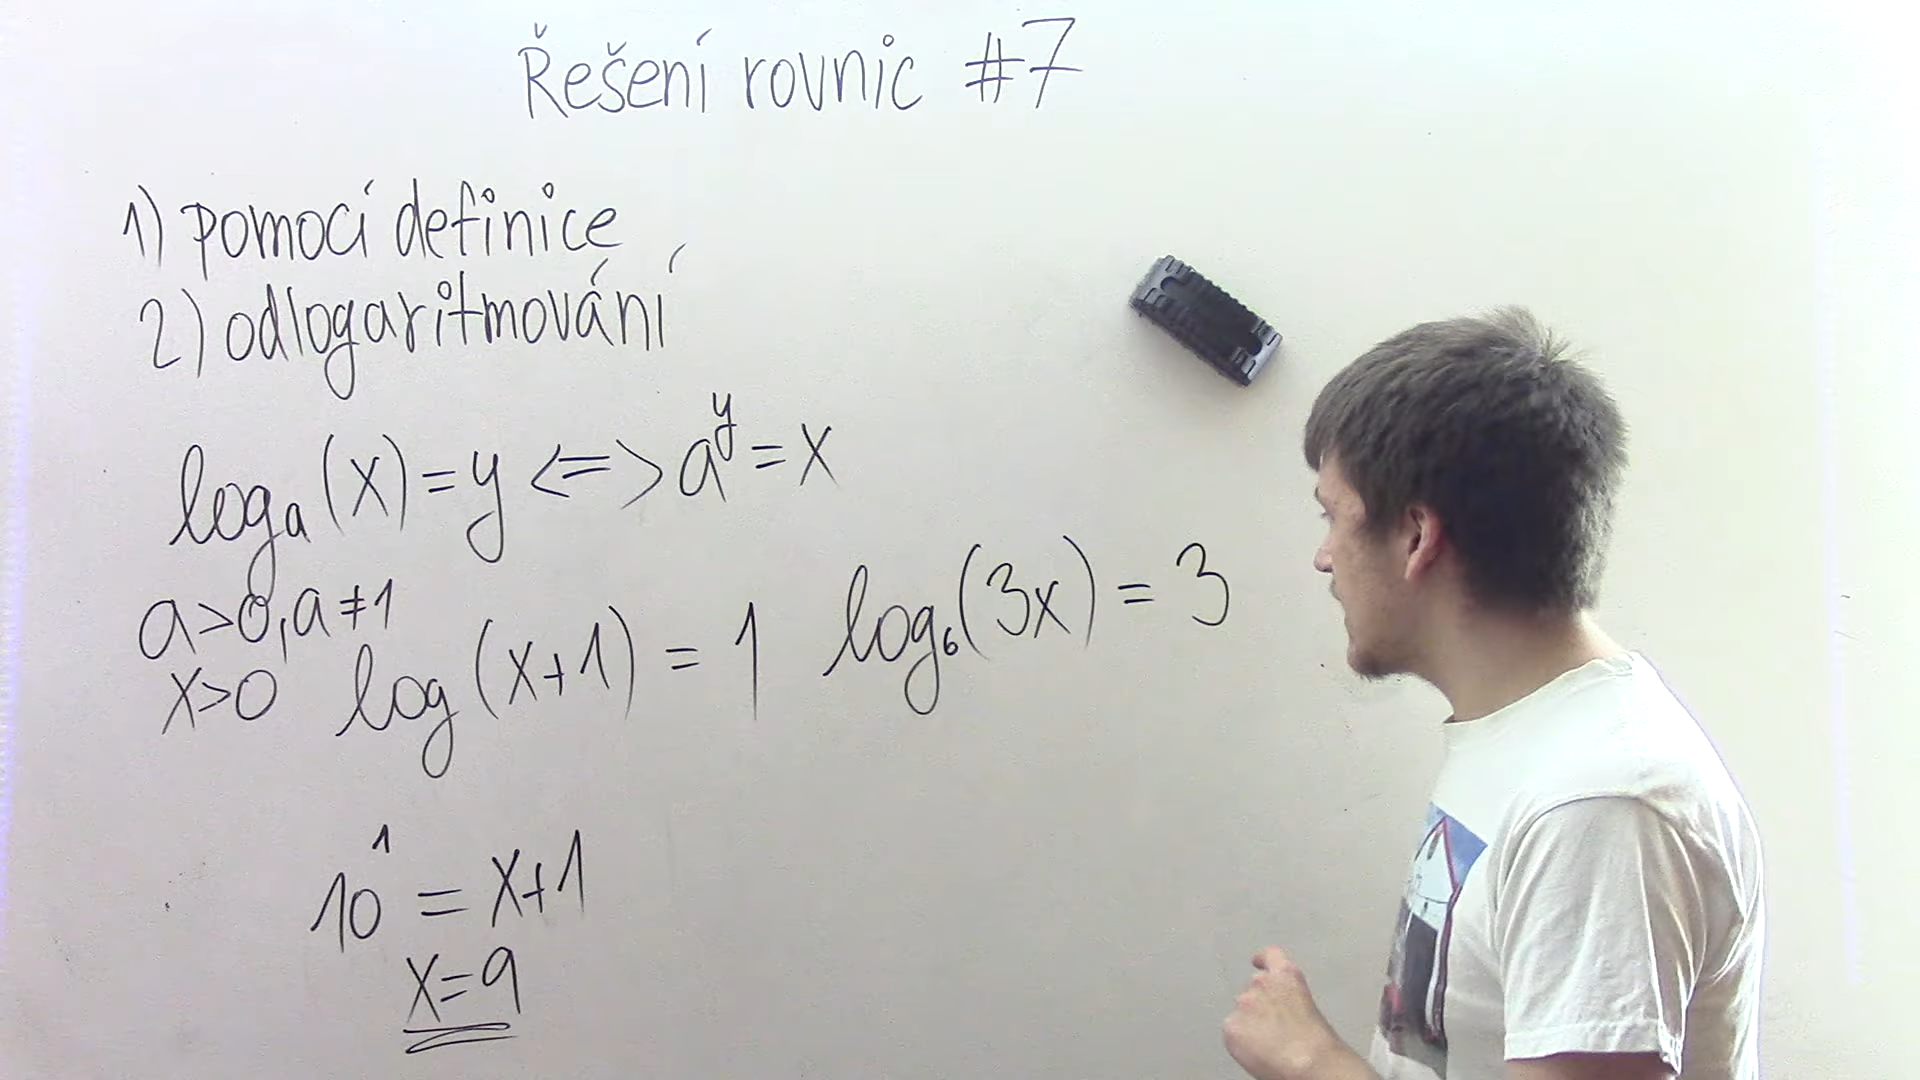 Řešení rovnic #7
1) pomocí definice
2) odlogaritmování
logₐ(x)=y <=> a^y=x
a>0, a≠1
x>0
log(x+1) = 1
log₆(3x) = 3
10^1 = x+1
x=9